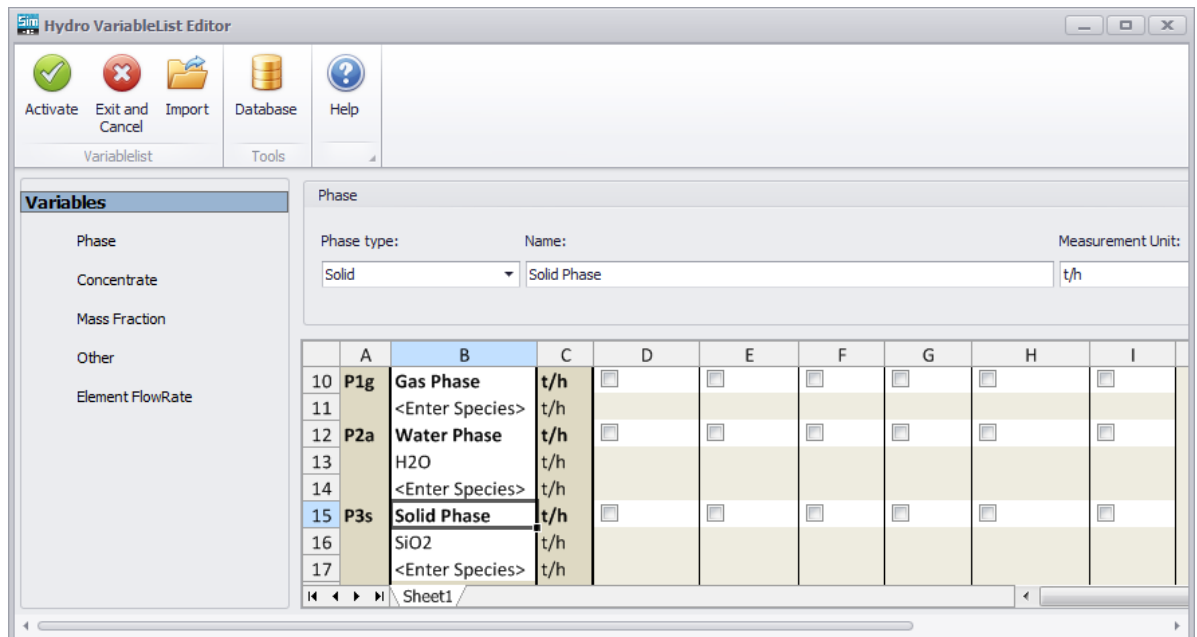 Sim
Hydro VariableList Editor
Activate
Exit and Cancel
Import
Database
Help
Variablelist
Tools
Variables
Phase
Concentrate
Mass Fraction
Other
Element FlowRate
Phase
Phase type: Name: Measurement Unit:
Solid Solid Phase t/h
A B C D E F G H I
10 P1g Gas Phase t/h
11 <Enter Species> t/h
12 P2a Water Phase t/h
13 H2O t/h
14 <Enter Species> t/h
15 P3s Solid Phase t/h
16 SiO2 t/h
17 <Enter Species> t/h
Sheet1